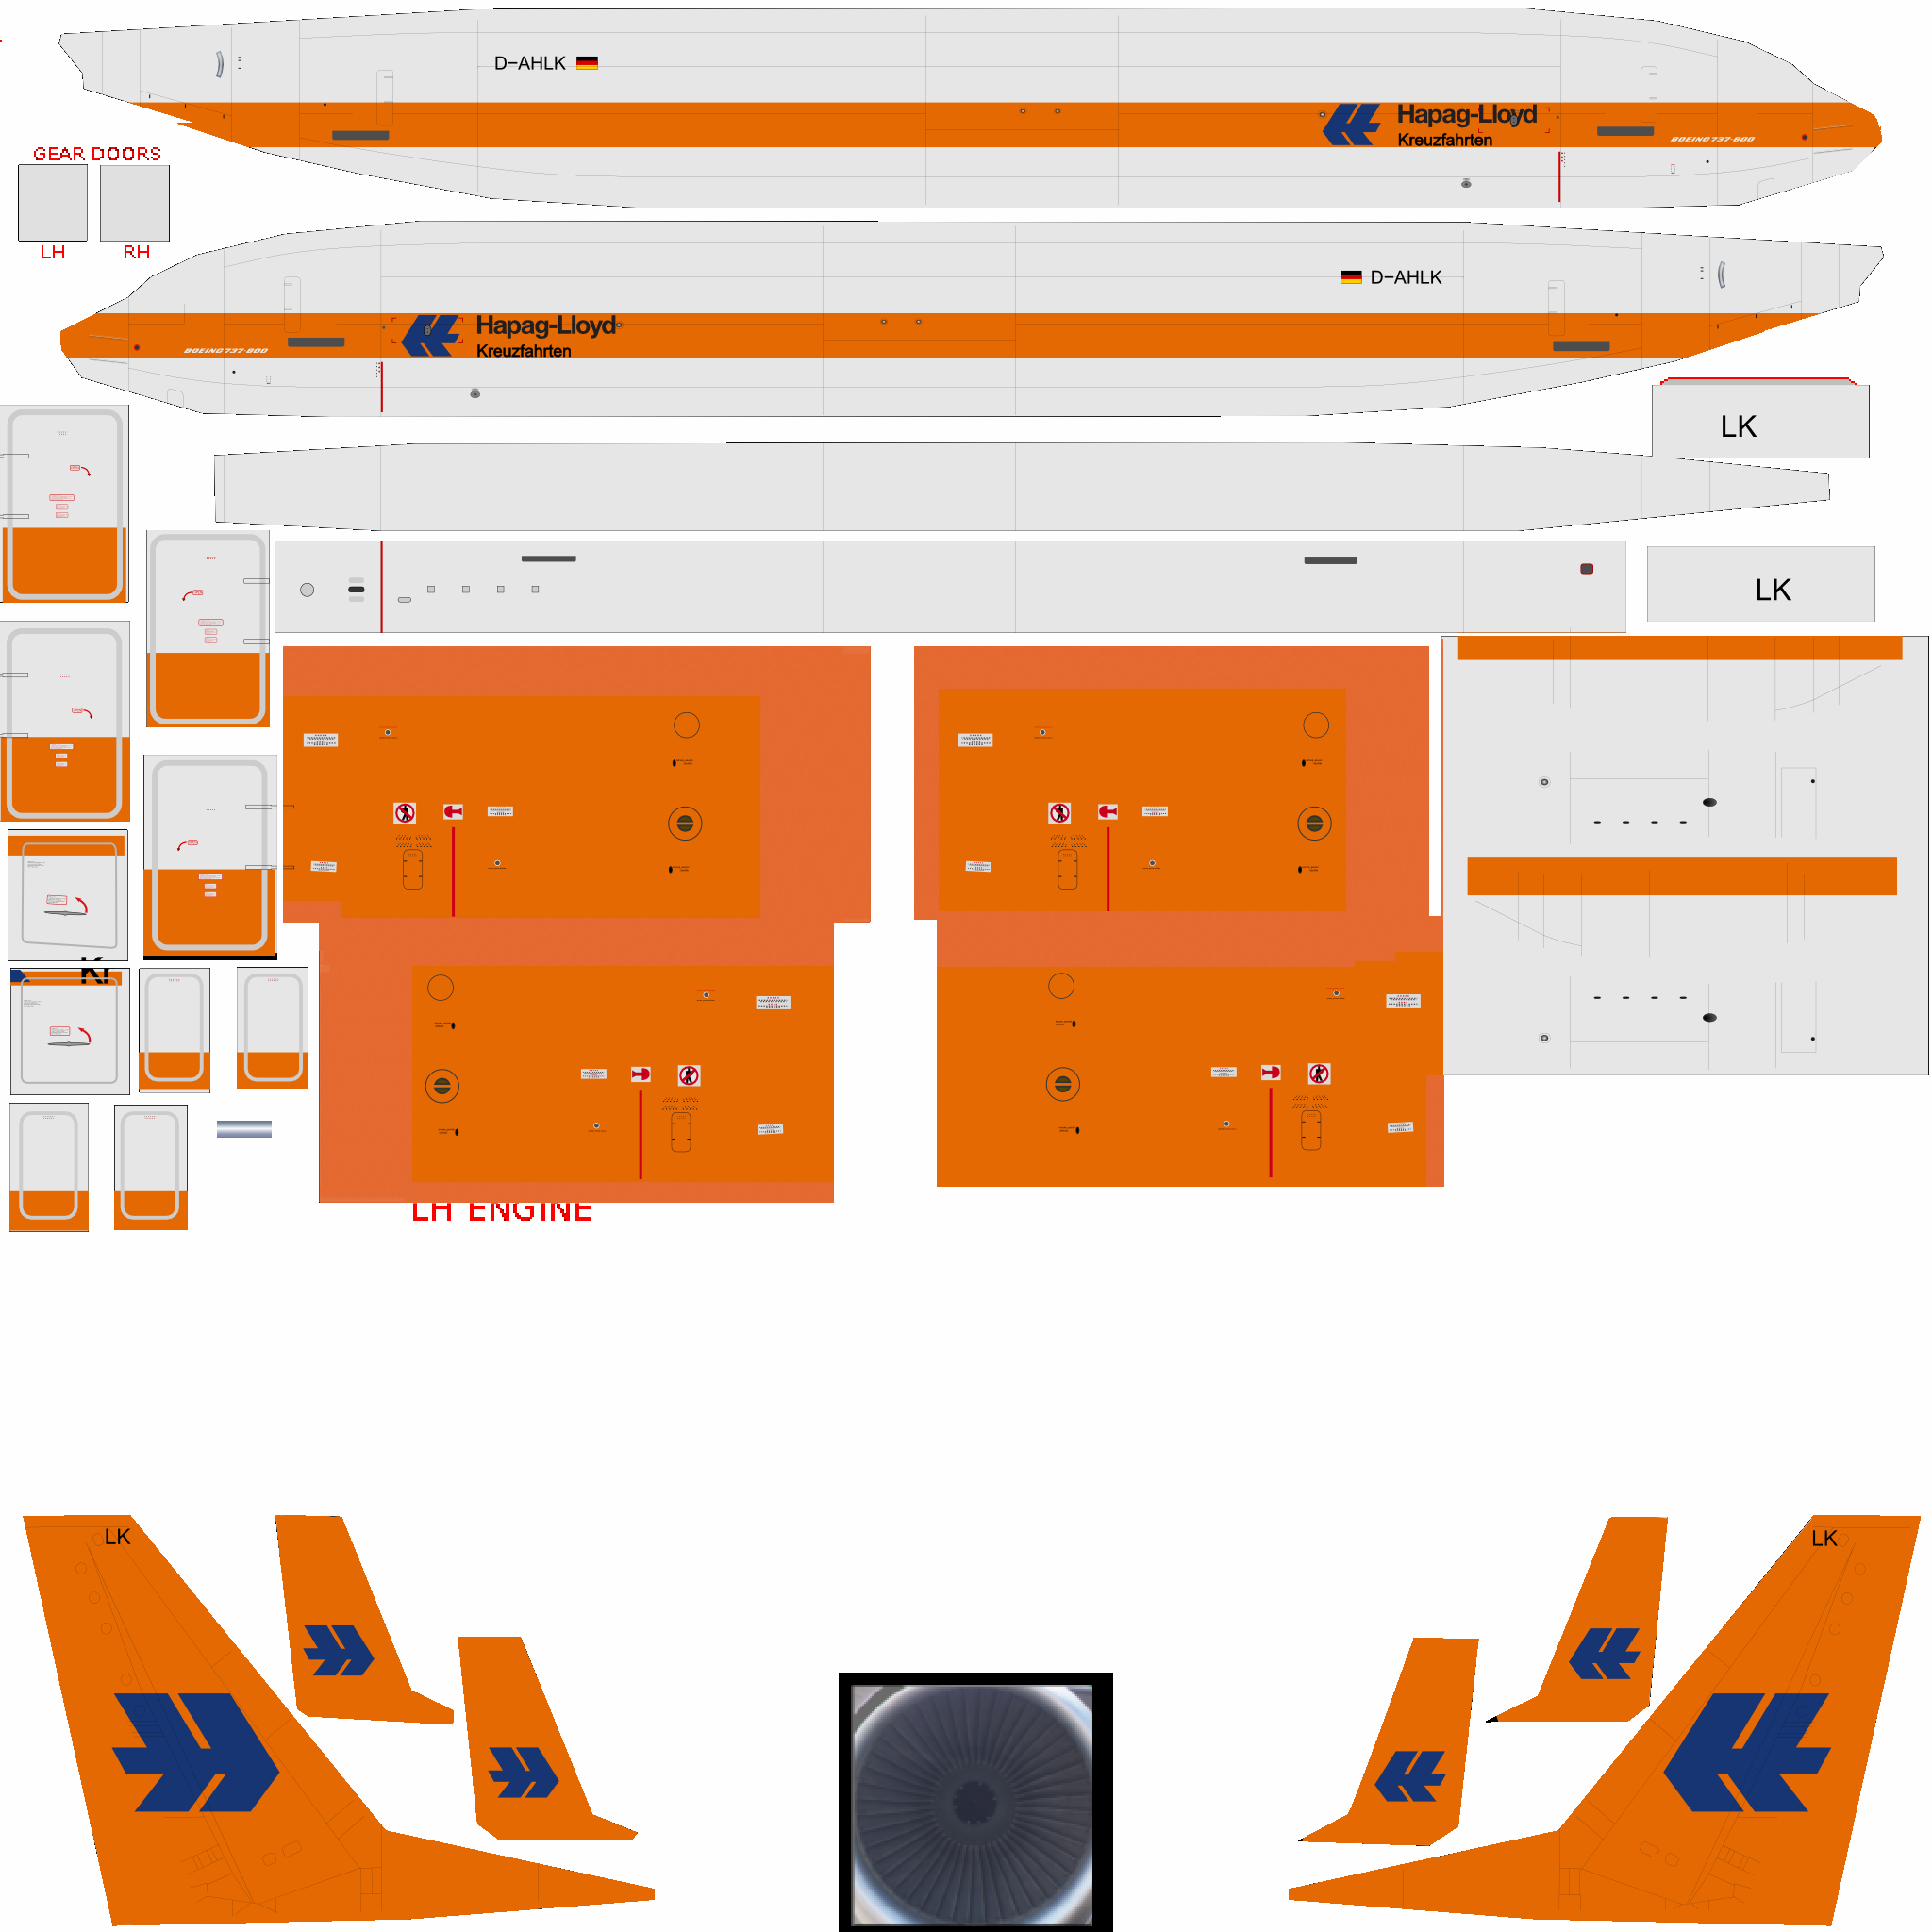 D-AHLK
Hapag-Lloyd
Kreuzfahrten
BOEING 737-800
GEAR DOORS
LH
RH
D-AHLK
Hapag-Lloyd
Kreuzfahrten
BOEING 737-800
LK
LK
Kr
LH ENGINE
LK
LK